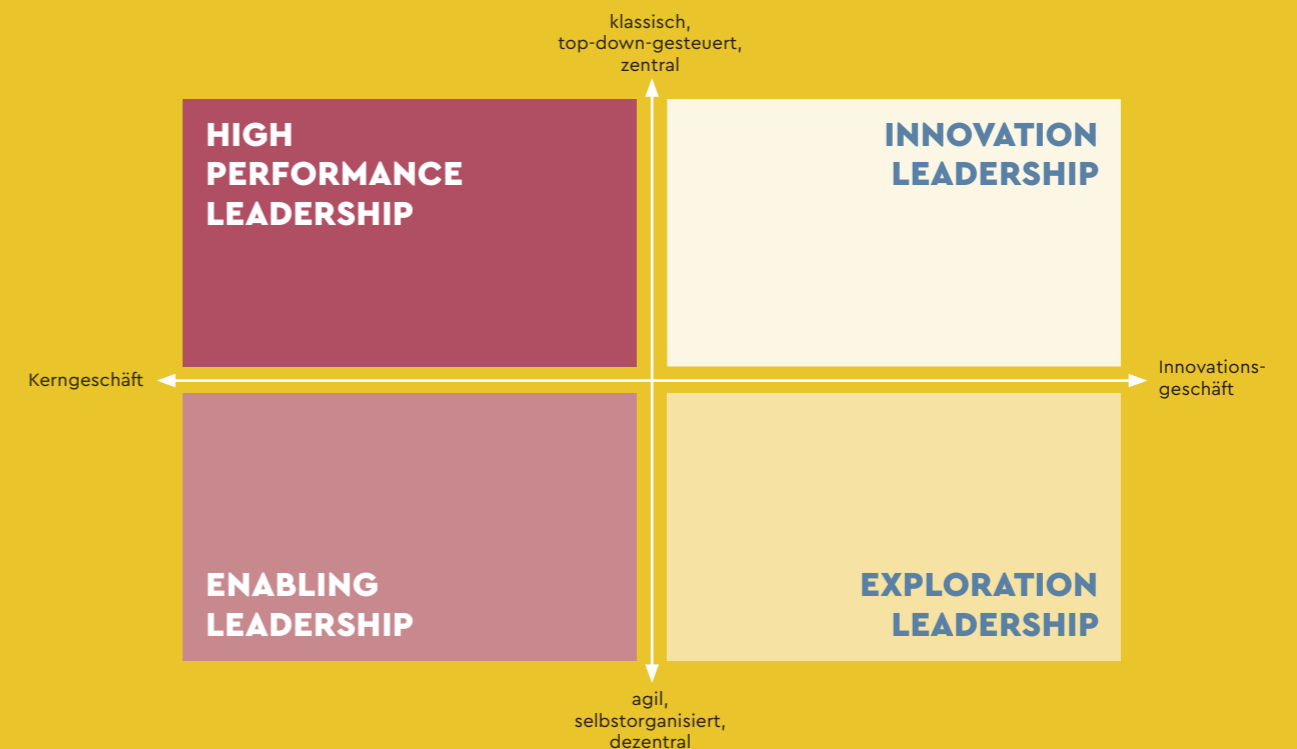 klassisch,
top-down-gesteuert,
zentral
HIGH
PERFORMANCE
LEADERSHIP
INNOVATION
LEADERSHIP
Kerngeschäft
Innovations-
geschäft
ENABLING
LEADERSHIP
EXPLORATION
LEADERSHIP
agil,
selbstorganisiert,
dezentral